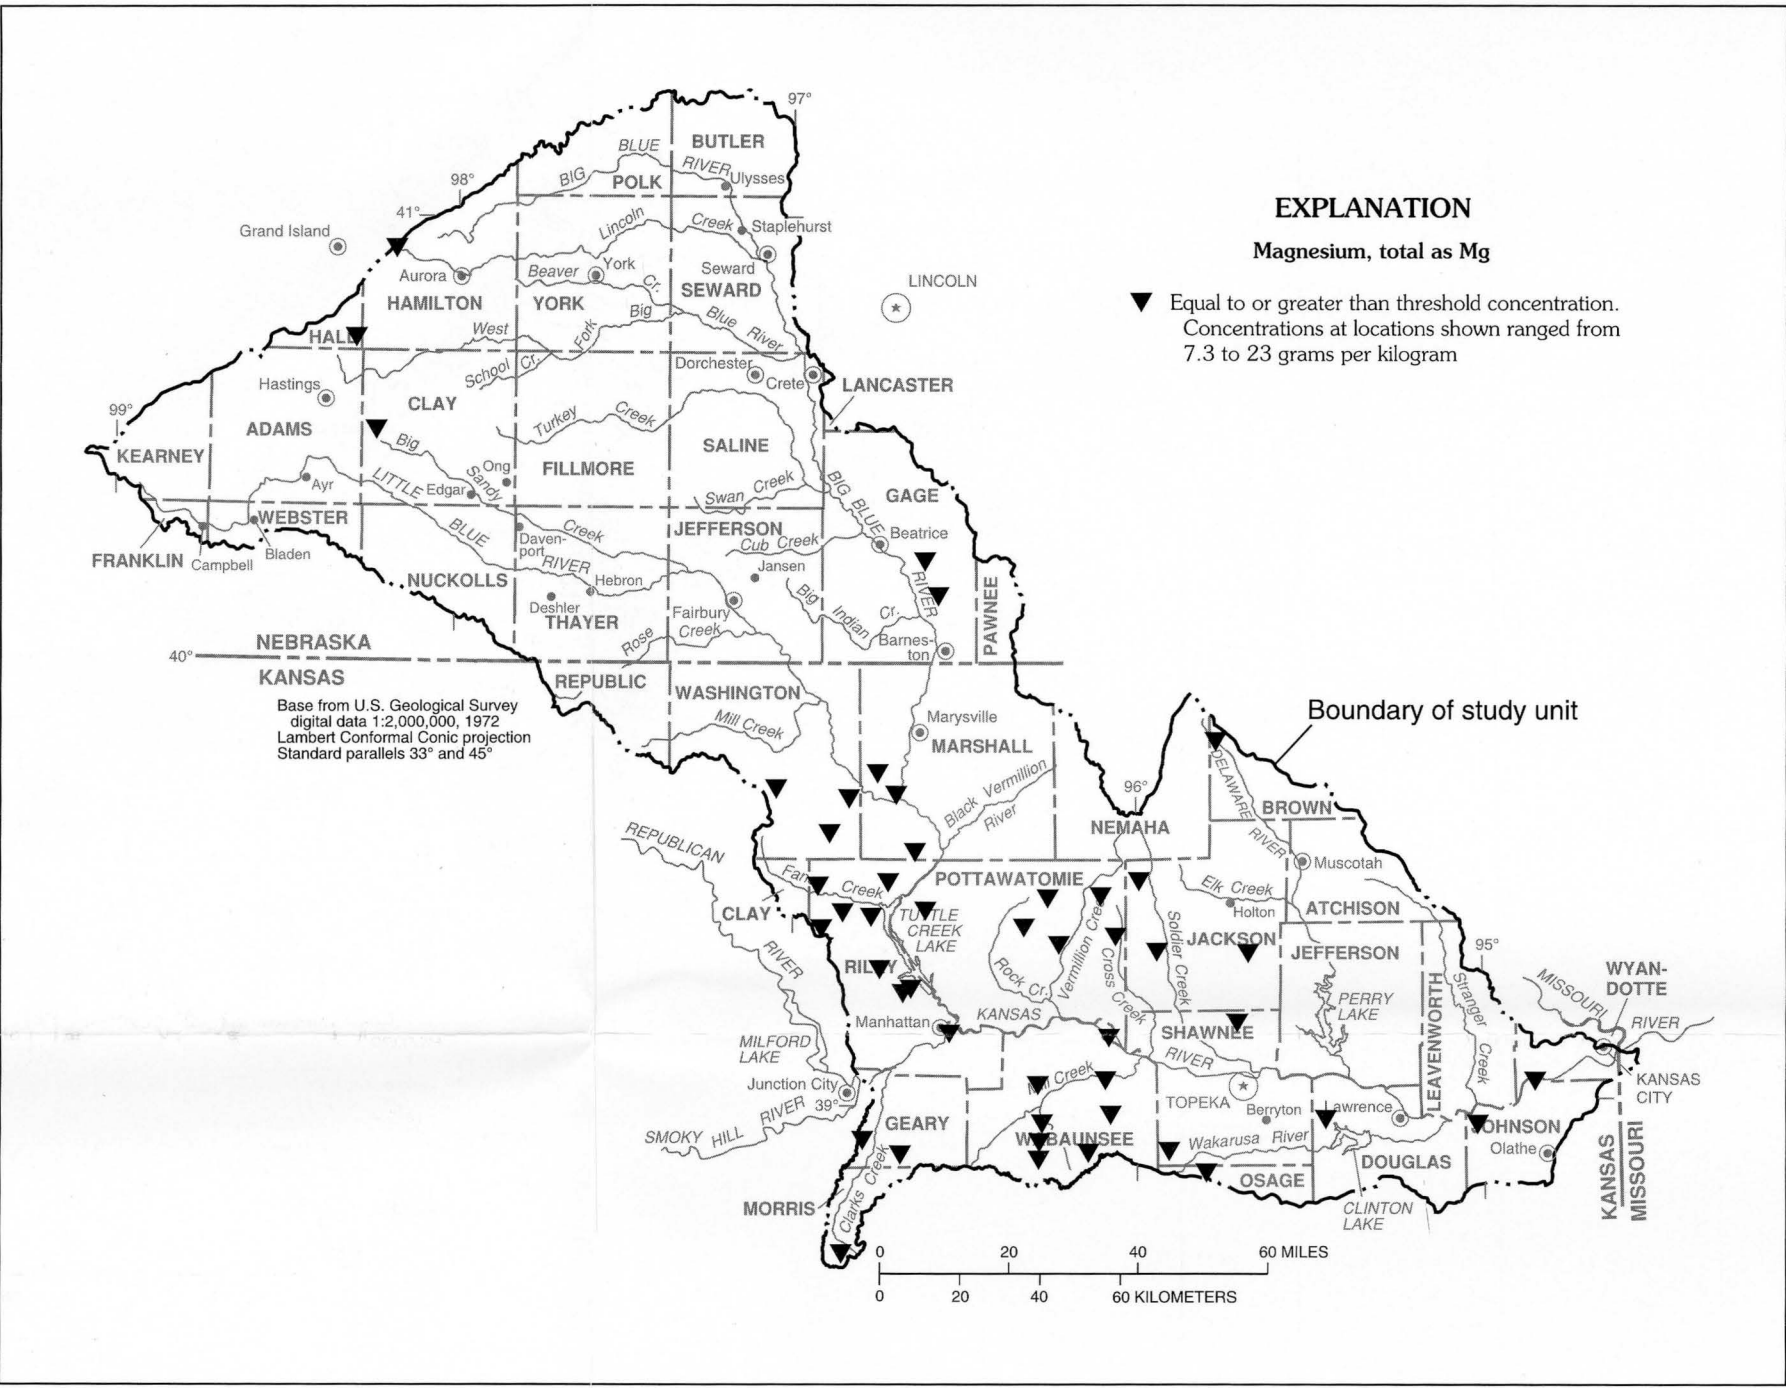 97°
BLUE
BUTLER
RIVER
BIG
POLK
Ulysses
98°
41°
Lincoln
Creek
Staplehurst
Grand Island
Aurora
Beaver
York
Cr.
Seward
HAMILTON
YORK
SEWARD
LINCOLN
EXPLANATION
Magnesium, total as Mg
Equal to or greater than threshold concentration.
Concentrations at locations shown ranged from
7.3 to 23 grams per kilogram
HALL
West
Fork
Big
Blue
River
School Cr.
Dorchester
Crete
LANCASTER
Hastings
CLAY
99°
ADAMS
Turkey
Creek
KEARNEY
Big
Sandy
Ong
FILLMORE
SALINE
Ayr
LITTLE
Edgar
Swan Creek
BIG BLUE
GAGE
WEBSTER
BLUE
Daven-
port
Creek
JEFFERSON
Cub Creek
Beatrice
FRANKLIN
Campbell
Bladen
NUCKOLLS
RIVER
Hebron
Jansen
Deshler
THAYER
Fairbury
Big
Indian
Cr.
RIVER
PAWNEE
Rose
Creek
Barnes-
ton
NEBRASKA
40°
KANSAS
REPUBLIC
WASHINGTON
Base from U.S. Geological Survey
digital data 1:2,000,000, 1972
Lambert Conformal Conic projection
Standard parallels 33° and 45°
Mill Creek
Marysville
MARSHALL
Boundary of study unit
Black Vermillion
River
DELAWARE
RIVER
96°
BROWN
NEMAHA
REPUBLICAN
RIVER
Muscotah
Creek
POTTAWATOMIE
Elk Creek
Holton
ATCHISON
CLAY
TUTTLE
CREEK
LAKE
Rock Cr.
Vermillion Creek
Cross Creek
Soldier Creek
JACKSON
JEFFERSON
95°
RILEY
LEAVENWORTH
Stranger
Creek
MISSOURI
RIVER
WYAN-
DOTTE
PERRY
LAKE
Manhattan
KANSAS
RIVER
SHAWNEE
MILFORD
LAKE
Junction City
39°
Mill Creek
TOPEKA
Berryton
Lawrence
KANSAS
CITY
SMOKY HILL RIVER
GEARY
WABAUNSEE
Wakarusa River
JOHNSON
Olathe
DOUGLAS
OSAGE
KANSAS
MISSOURI
MORRIS
Clarks Creek
CLINTON
LAKE
0 20 40 60 MILES
0 20 40 60 KILOMETERS